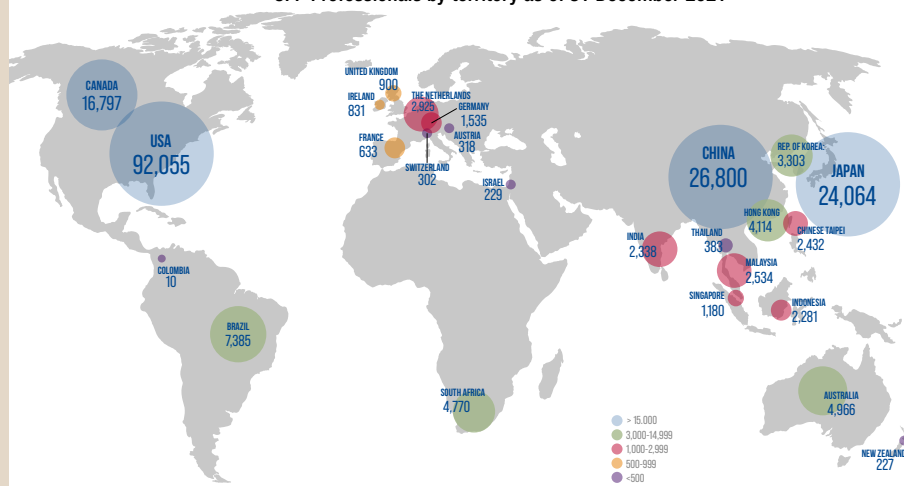 CANADA
16,797
USA
92,055
UNITED KINGDOM
900
IRELAND
831
THE NETHERLANDS
2,925
GERMANY
1,535
FRANCE
633
AUSTRIA
318
SWITZERLAND
302
ISRAEL
229
CHINA
26,800
REP. OF KOREA:
3,303
JAPAN
24,064
HONG KONG
4,114
CHINESE TAIPEI
2,432
INDIA
2,338
THAILAND
383
MALAYSIA
2,534
SINGAPORE
1,180
INDONESIA
2,281
COLOMBIA
10
BRAZIL
7,385
SOUTH AFRICA
4,770
AUSTRALIA
4,966
NEW ZEALAND
227
> 15.000
3,000-14,999
1,000-2,999
500-999
<500